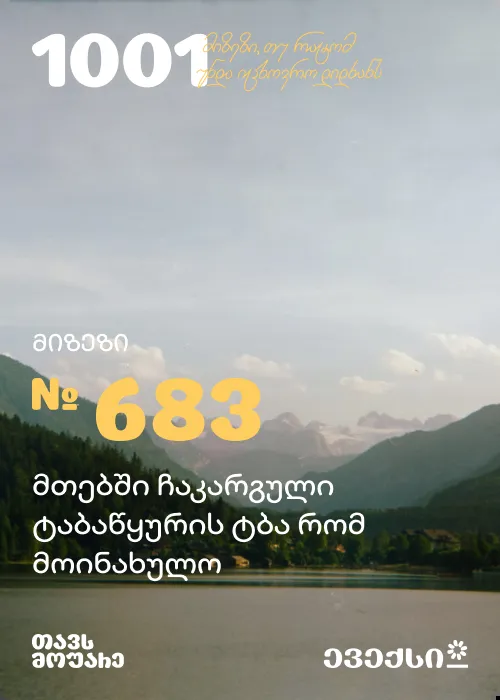 1001 მიზეზი, თუ რატომ
უნდა იცხოვრო დიდხანს
მიზეზი
№ 683
მთებში ჩაკარგული
ტაბაწყურის ტბა რომ
მოინახულო
თავს
მოუარე
ევექსი